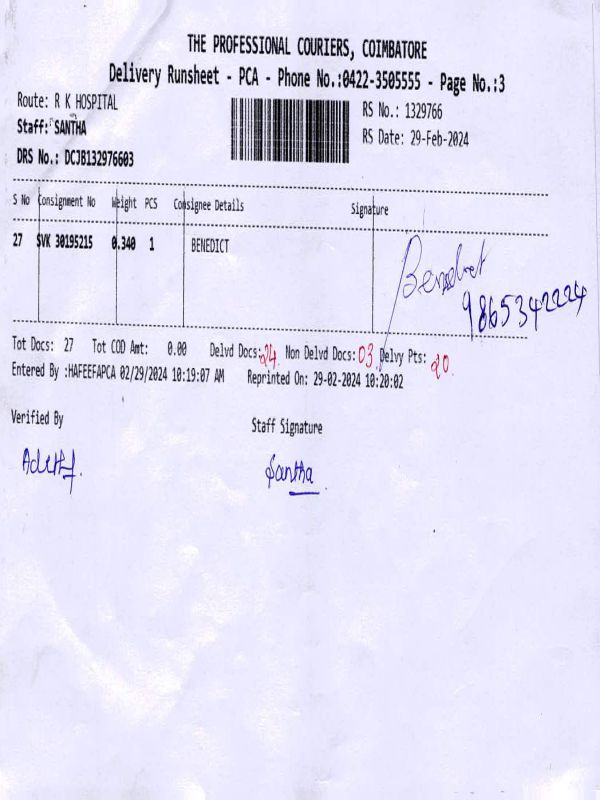 THE PROFESSIONAL COURIERS, COIMBATORE
Delivery Runsheet - PCA - Phone No.:0422-3505555 - Page No.:3
Route: R K HOSPITAL
RS No.: 1329766
Staff: SANTHA
RS Date: 29-Feb-2024
DRS No.: DCJB132976603
S No Consignment No Weight PCS Consignee Details Signature
27 SVK 30195215 0.340 1 BENEDICT
Benedict
9865342224
Tot Docs: 27 Tot COD Amt: 0.00 Delvd Docs: 24 Non Delvd Docs: 03 Delvy Pts: 20
Entered By :HAFEEFAPCA 02/29/2024 10:19:07 AM Reprinted On: 29-02-2024 10:20:02
Verified By Staff Signature
Santha